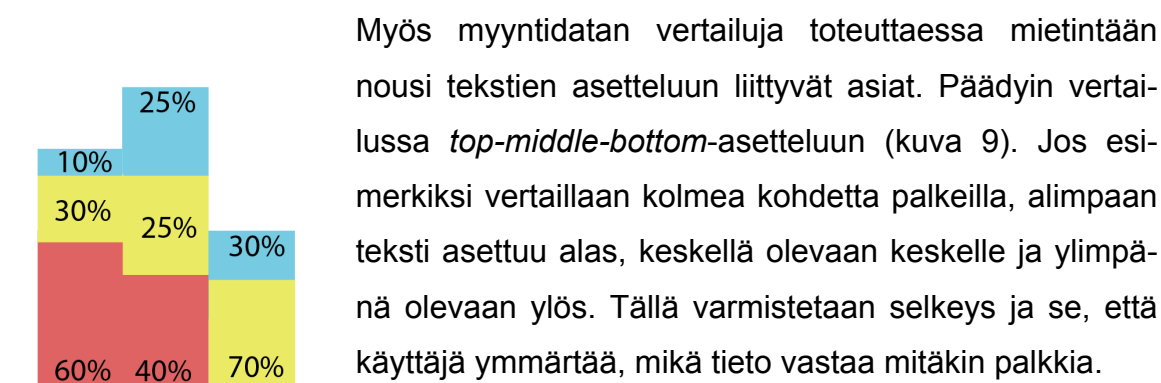 25%
10%
30%
25%
30%
60%
40%
70%
Myös myyntidatan vertailuja toteuttaessa mietintään
nousi tekstien asetteluun liittyvät asiat. Päädyin vertai-
lussa top-middle-bottom-asetteluun (kuva 9). Jos esi-
merkiksi vertaillaan kolmea kohdetta palkeilla, alimpaan
teksti asettuu alas, keskellä olevaan keskelle ja ylimpä-
nä olevaan ylös. Tällä varmistetaan selkeys ja se, että
käyttäjä ymmärtää, mikä tieto vastaa mitäkin palkkia.